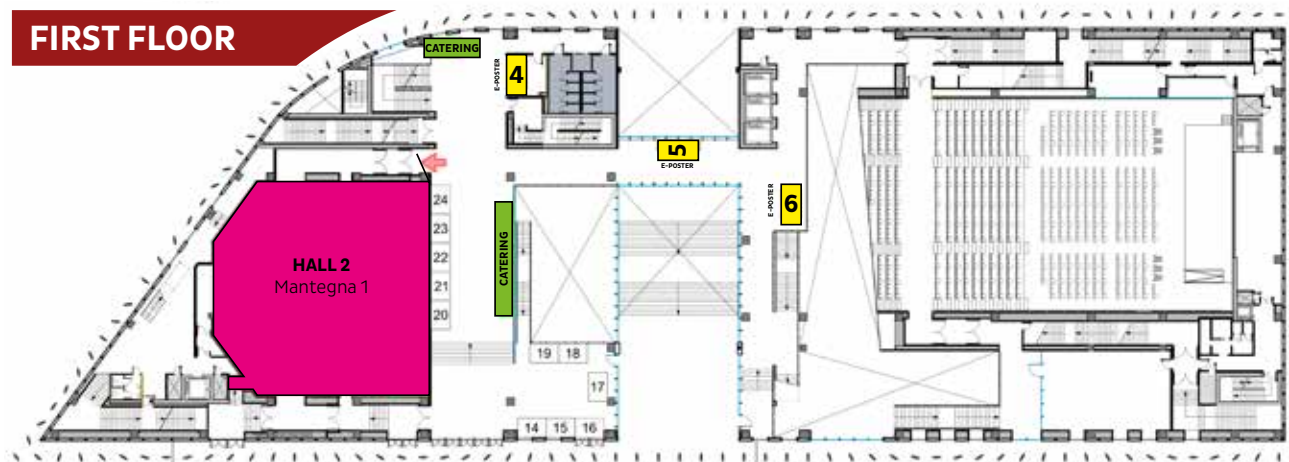 FIRST FLOOR
CATERING
E-POSTER
4
5
E-POSTER
E-POSTER
6
24
23
22
21
20
CATERING
HALL 2
Mantegna 1
19 18
17
14 15 16